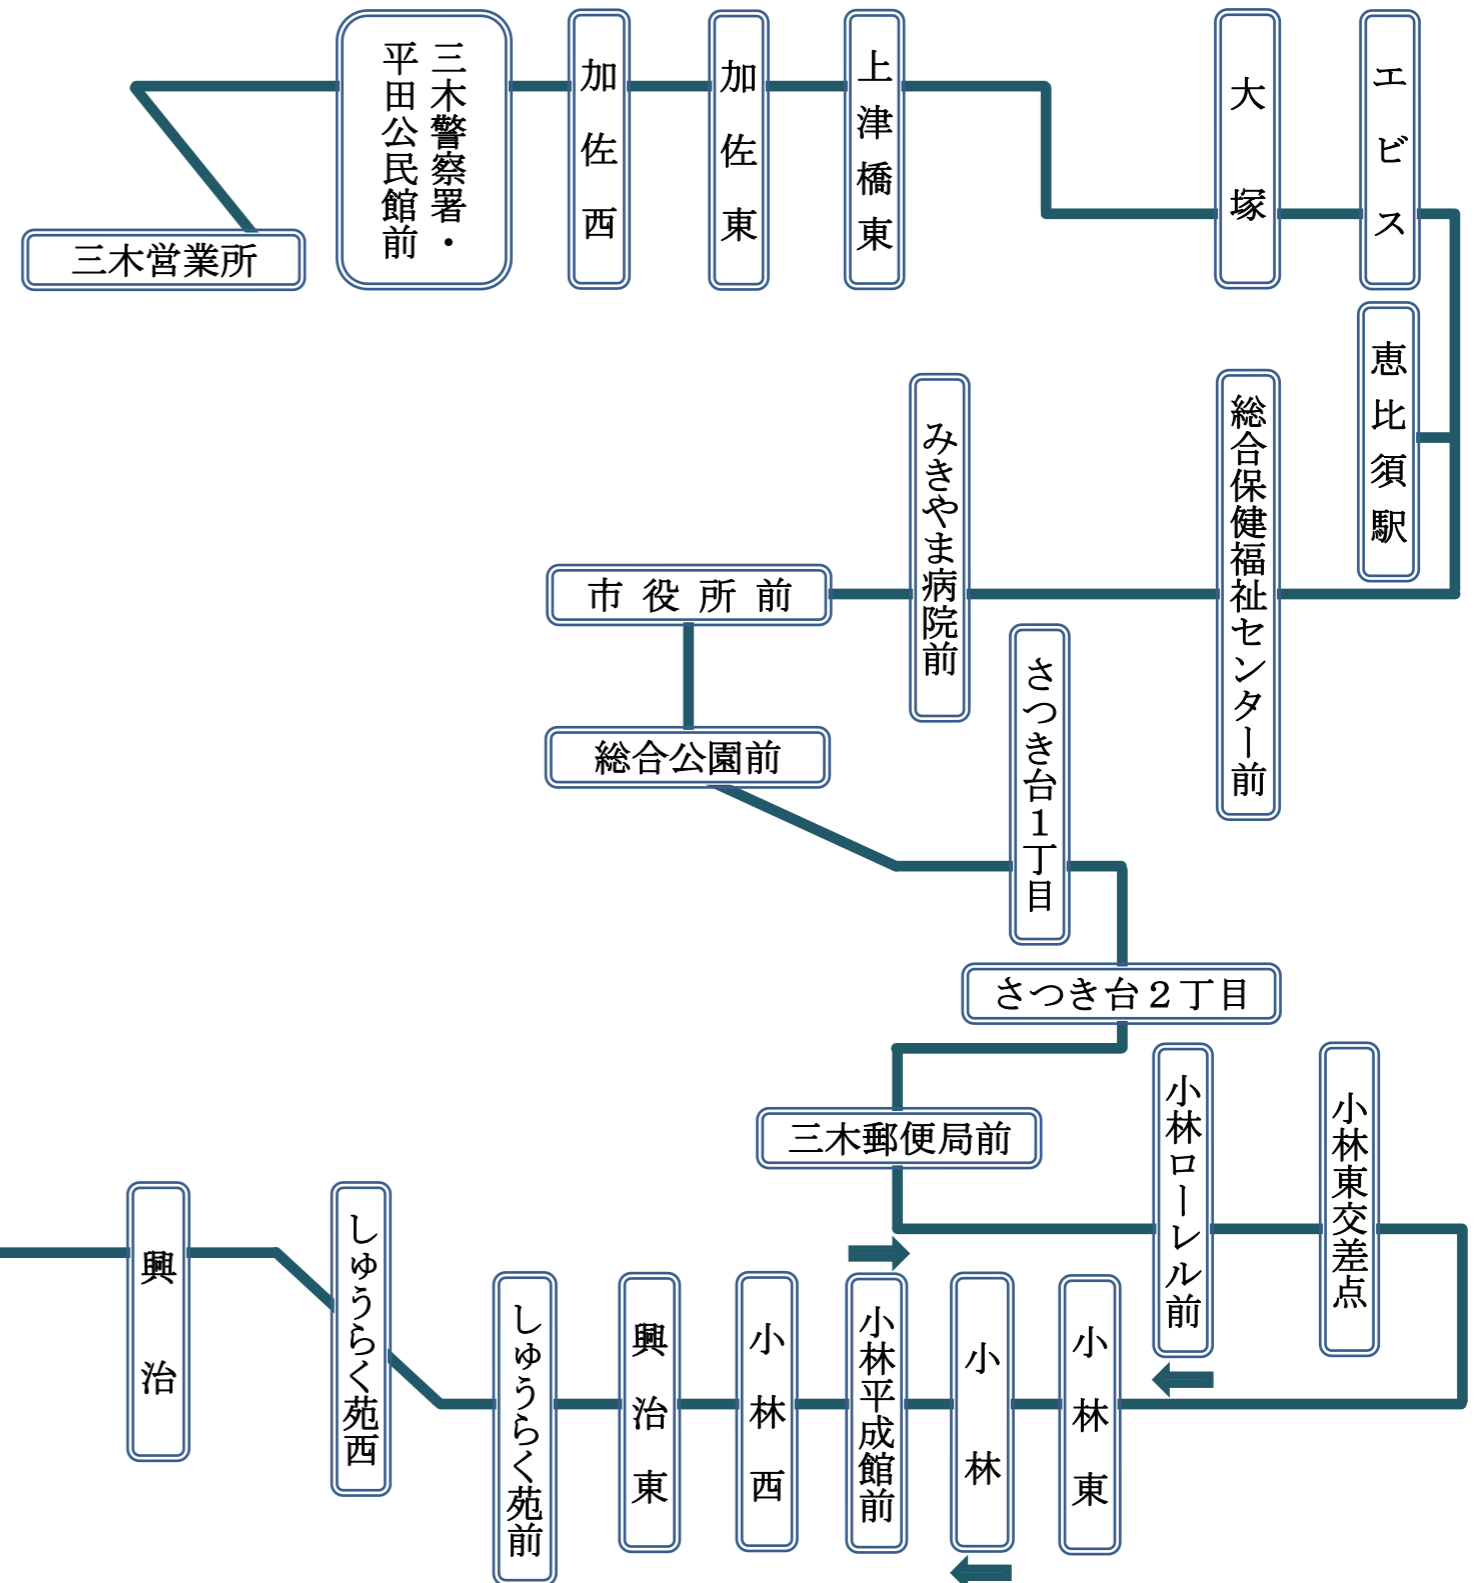 三木営業所
三木警察署・
平田公民館前
加佐西
加佐東
上津橋東
大塚
エビス
恵比須駅
総合保健福祉センター前
みきやま病院前
市役所前
総合公園前
さつき台1丁目
さつき台2丁目
三木郵便局前
小林ローレル前
小林東交差点
小林東
小林
小林平成館前
小林西
興治東
しゅうらく苑前
しゅうらく苑西
興治